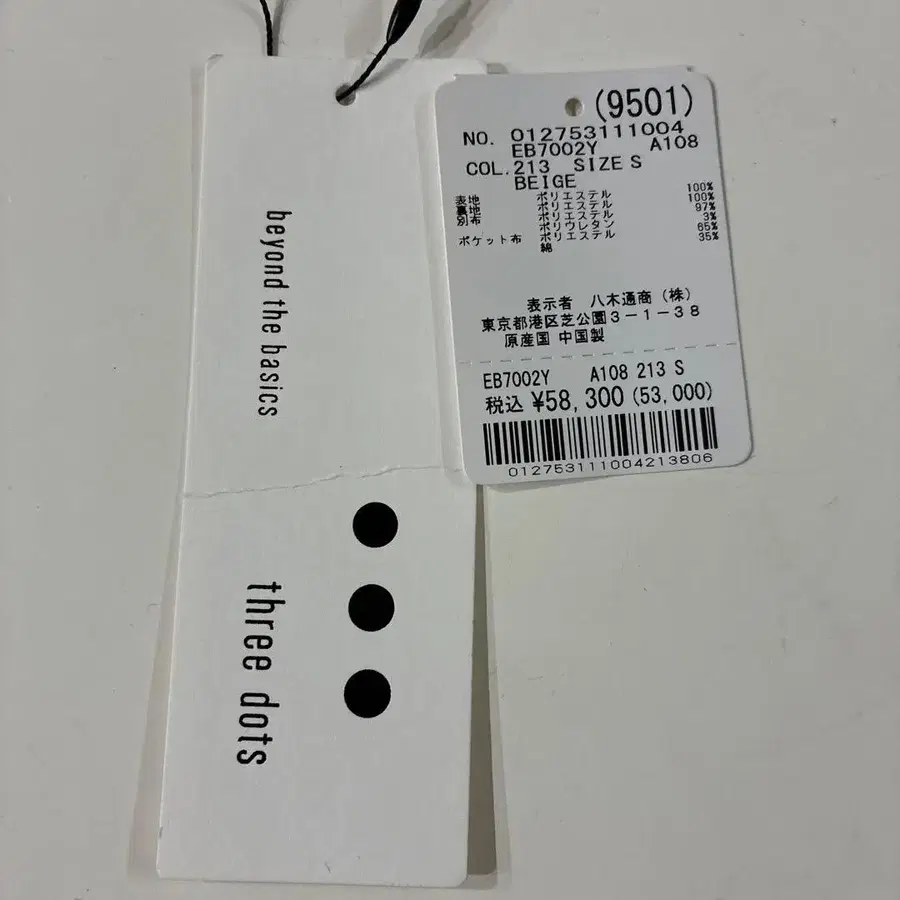 beyond the basics
three dots
(9501)
NO. 012753111004
EB7002Y A108
COL. 213 SIZE S
BEIGE
表地 ポリエステル 100%
裏地 ポリエステル 100%
別布 ポリエステル 97%
ポリウレタン 3%
ポケット布 ポリエステル 65%
綿 35%
表示者 八木通商(株)
東京都港区芝公園3-1-38
原産国 中国製
EB7002Y A108 213 S
税込 ¥58,300 (53,000)
012753111004213806